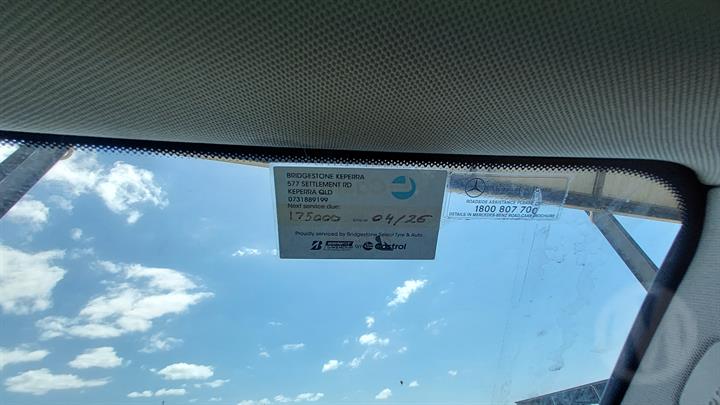 BRIDGESTONE KEPERRA
577 SETTLEMENT RD
KEPERRA QLD
0731889199
Next service due:
175000 04/26
Proudly serviced by Bridgestone Select Tyre & Auto
Castrol
ROADSIDE ASSISTANCE PLEASE
1800 807 700
DETAILS IN MERCEDES-BENZ ROAD CARE BROCHURE